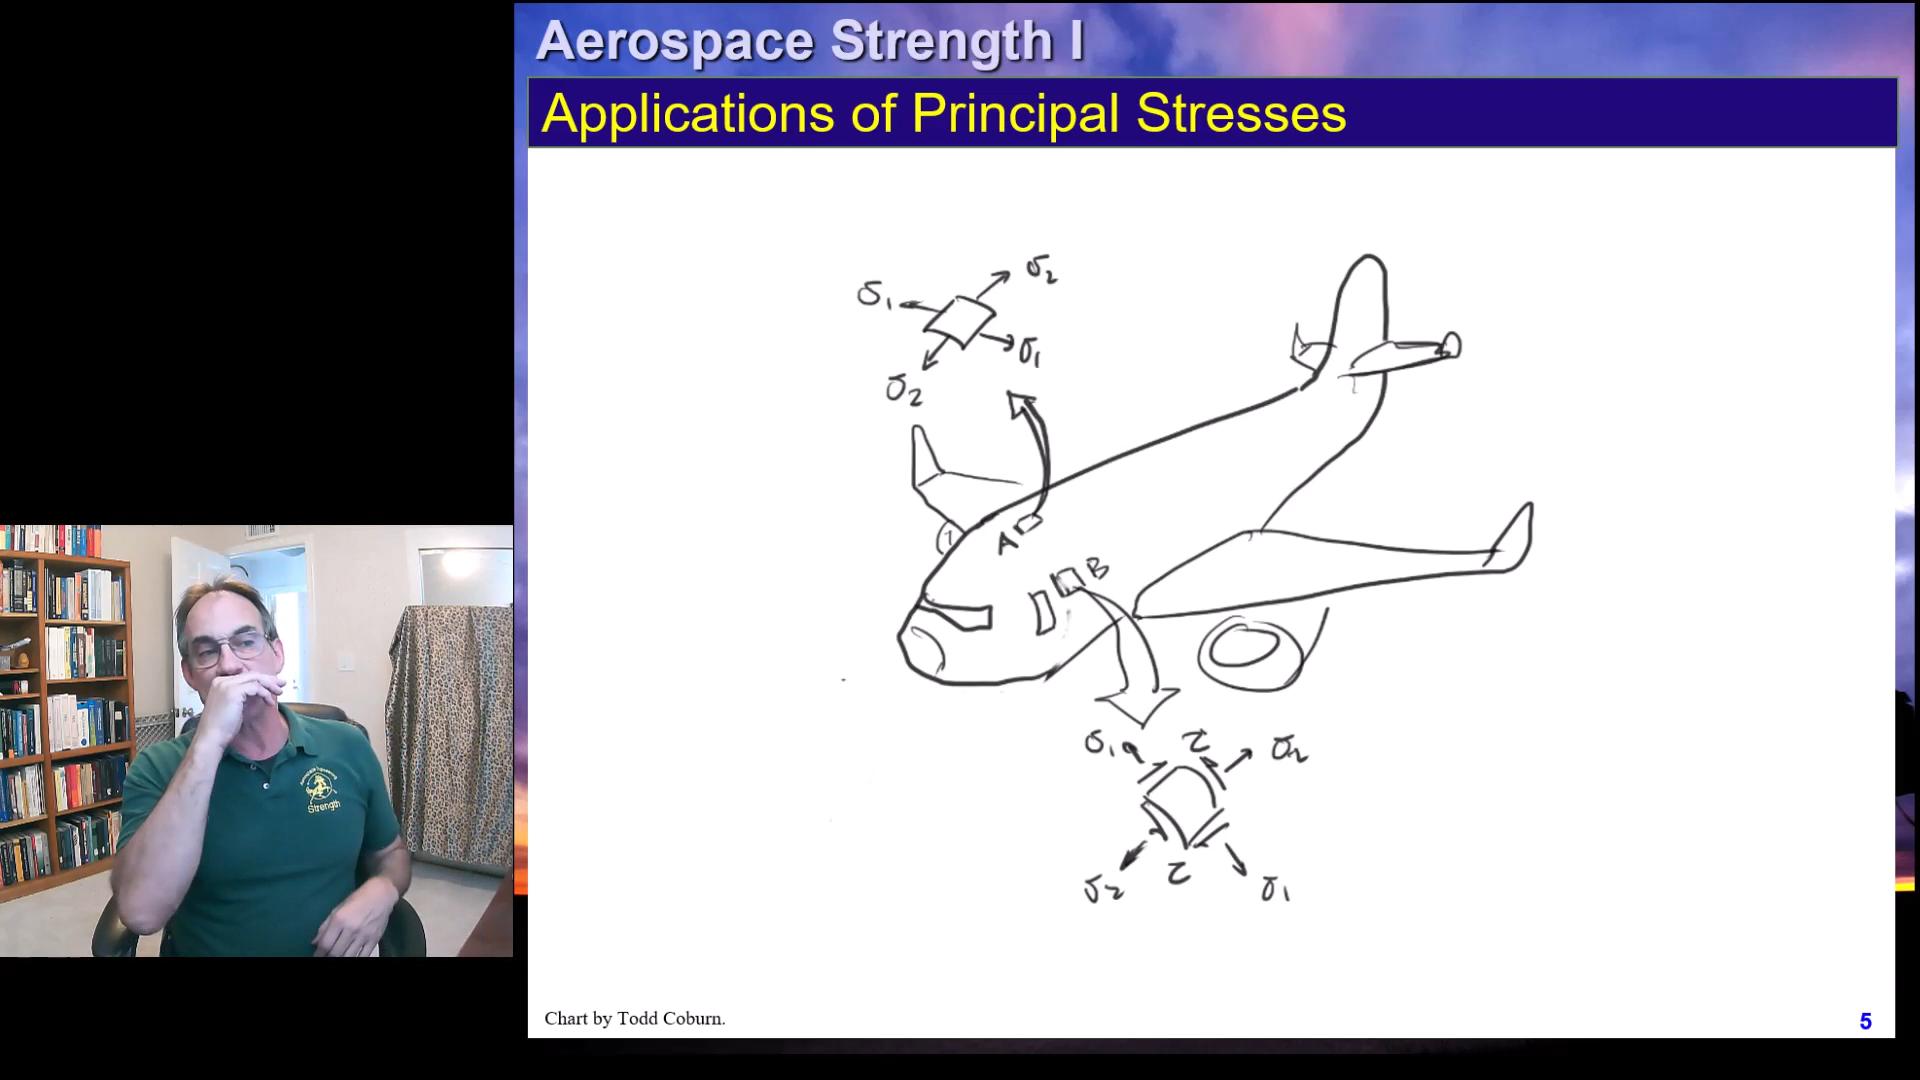 Aerospace Strength I
Applications of Principal Stresses
σ2
σ1
σ1
σ2
A
B
σ1
τ
σ2
σ2
τ
σ1
Strength
Chart by Todd Coburn.
5